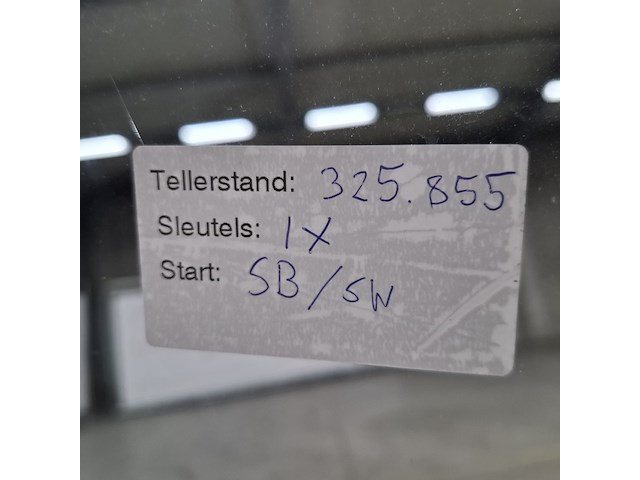 Tellerstand: 325.855
Sleutels: 1X
Start: SB/SW